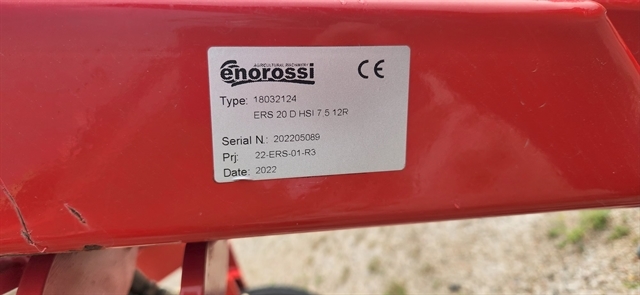 AGRICULTURAL MACHINERY
enorossi
CE
Type: 18032124
ERS 20 D HSI 7.5 12R
Serial N.: 202205089
Prj: 22-ERS-01-R3
Date: 2022